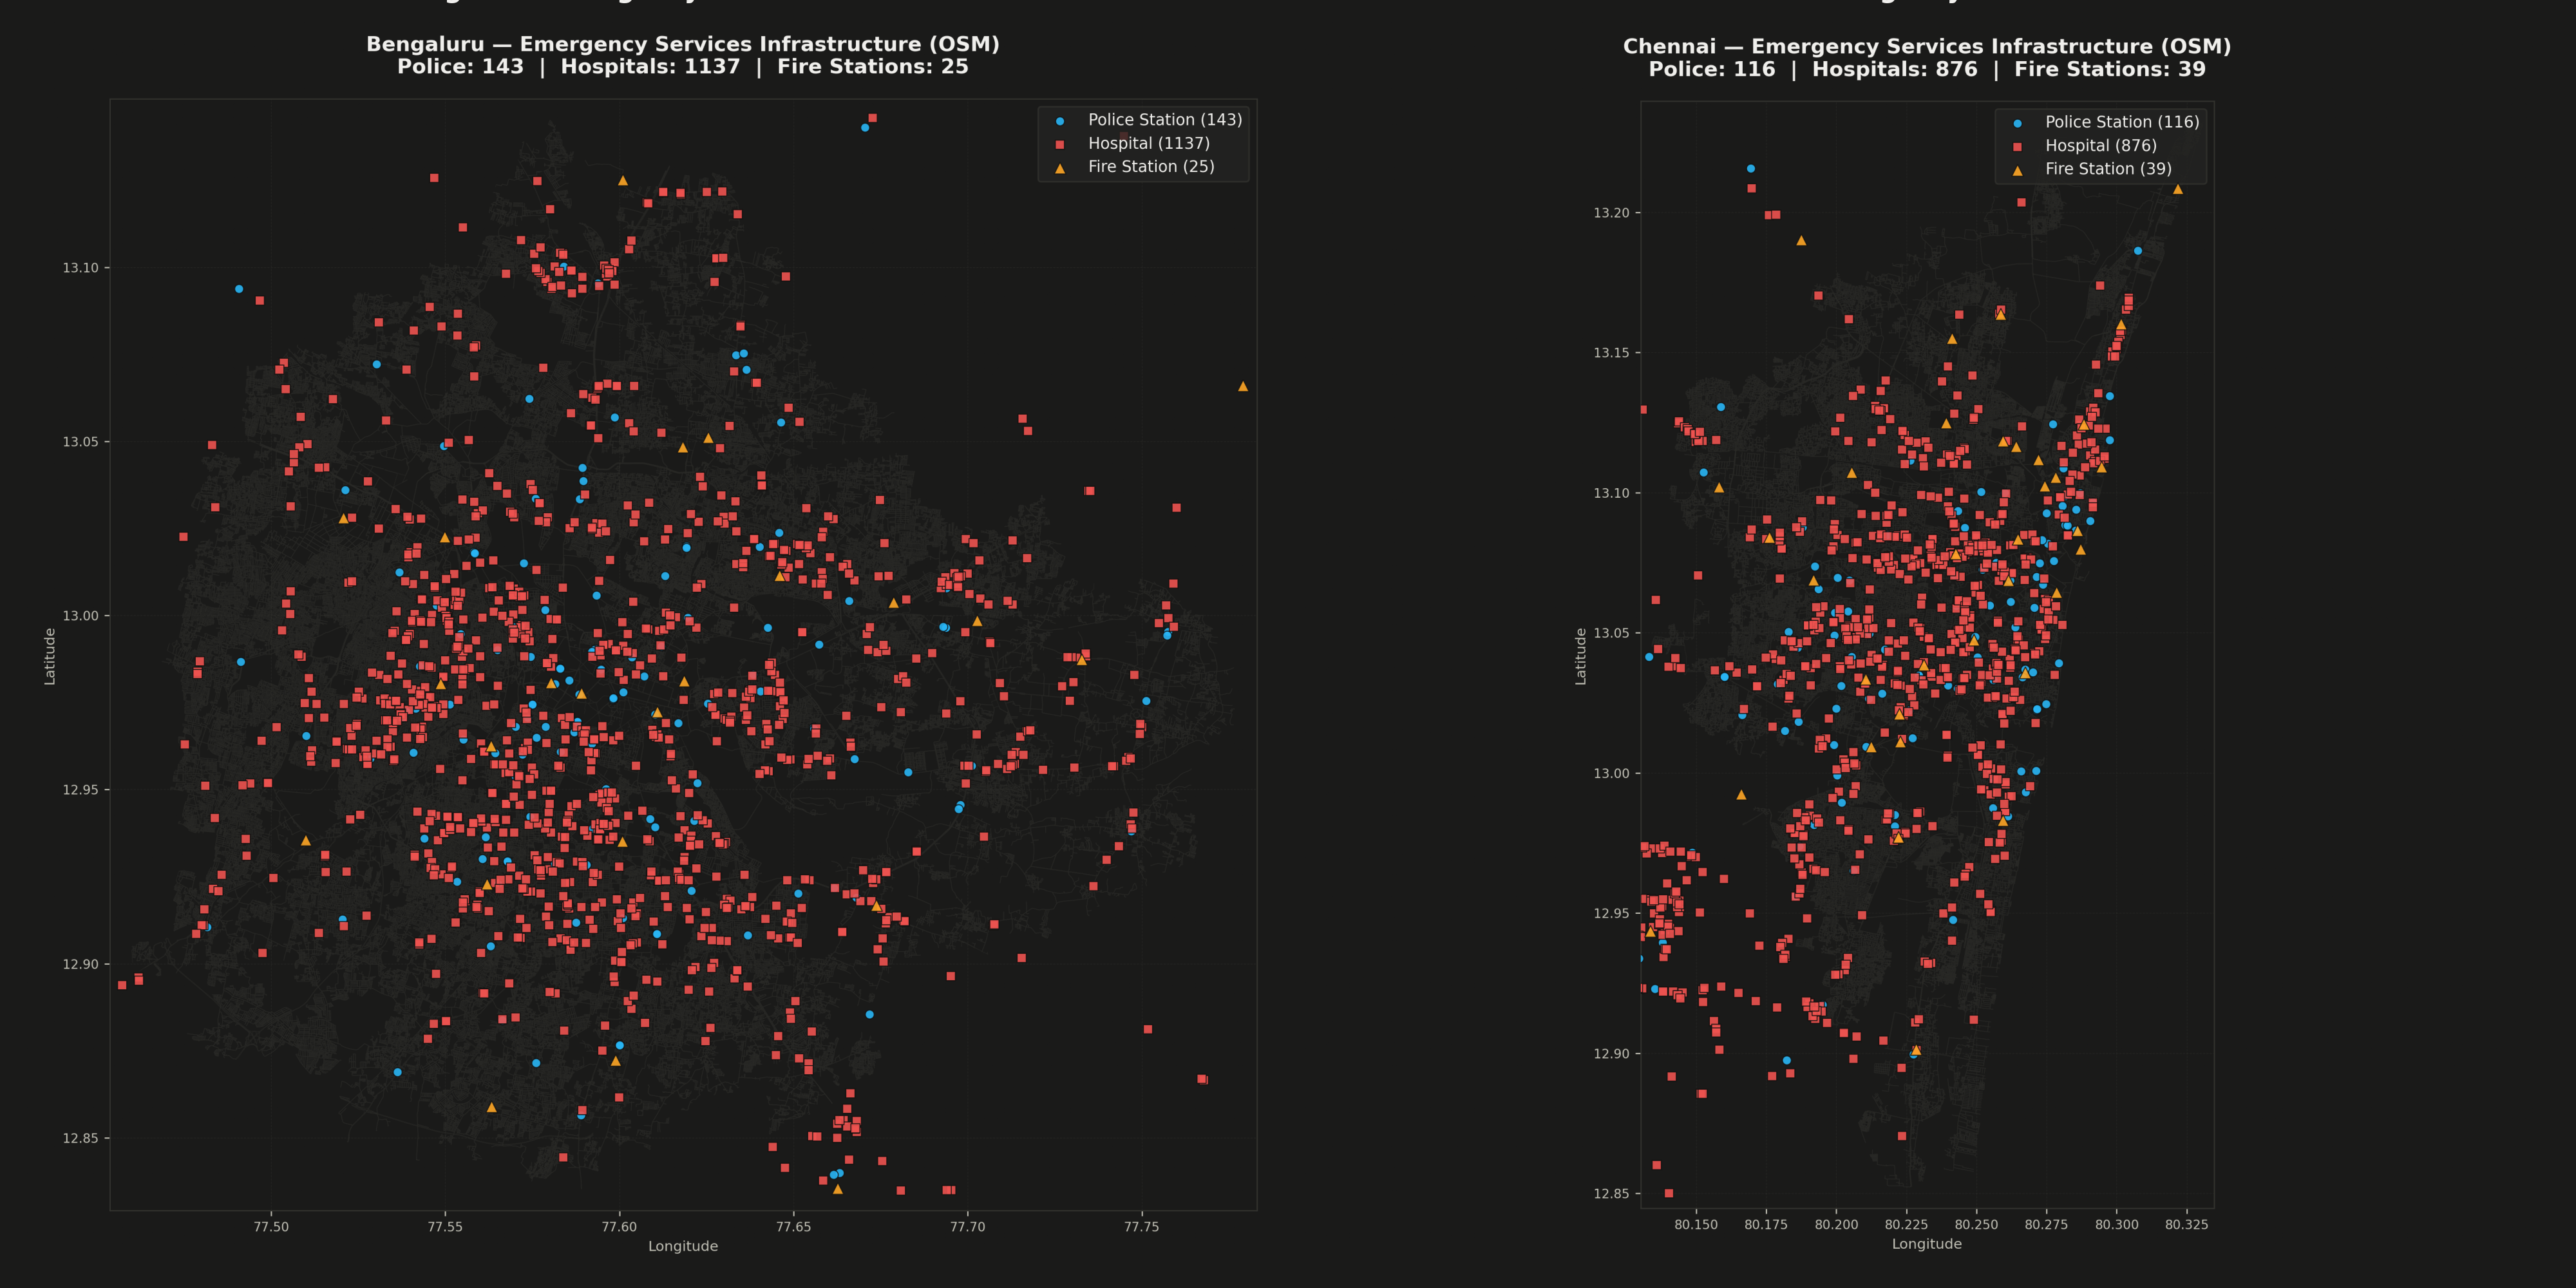 Bengaluru — Emergency Services Infrastructure (OSM)
Police: 143 | Hospitals: 1137 | Fire Stations: 25
Police Station (143)
Hospital (1137)
Fire Station (25)
13.10
13.05
13.00
12.95
12.90
12.85
Latitude
77.50 77.55 77.60 77.65 77.70 77.75
Longitude
Chennai — Emergency Services Infrastructure (OSM)
Police: 116 | Hospitals: 876 | Fire Stations: 39
Police Station (116)
Hospital (876)
Fire Station (39)
13.20
13.15
13.10
13.05
13.00
12.95
12.90
12.85
Latitude
80.150 80.175 80.200 80.225 80.250 80.275 80.300 80.325
Longitude